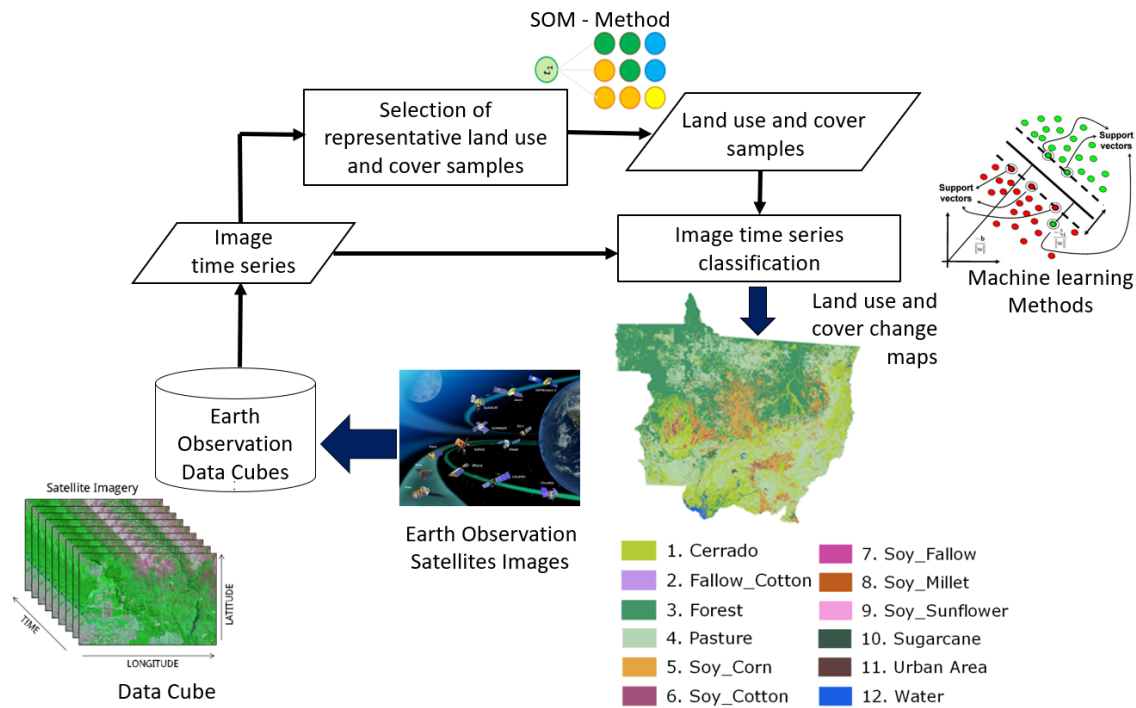 SOM - Method
t1
Selection of
representative land use
and cover samples
Land use and cover
samples
Support
vectors
Support
vectors
-b
|w|
Image
time series
Image time series
classification
Machine learning
Methods
Land use and
cover change
maps
Earth
Observation
Data Cubes
Earth Observation
Satellites Images
Satellite Imagery
TIME
LATITUDE
LONGITUDE
Data Cube
1. Cerrado
2. Fallow_Cotton
3. Forest
4. Pasture
5. Soy_Corn
6. Soy_Cotton
7. Soy_Fallow
8. Soy_Millet
9. Soy_Sunflower
10. Sugarcane
11. Urban Area
12. Water